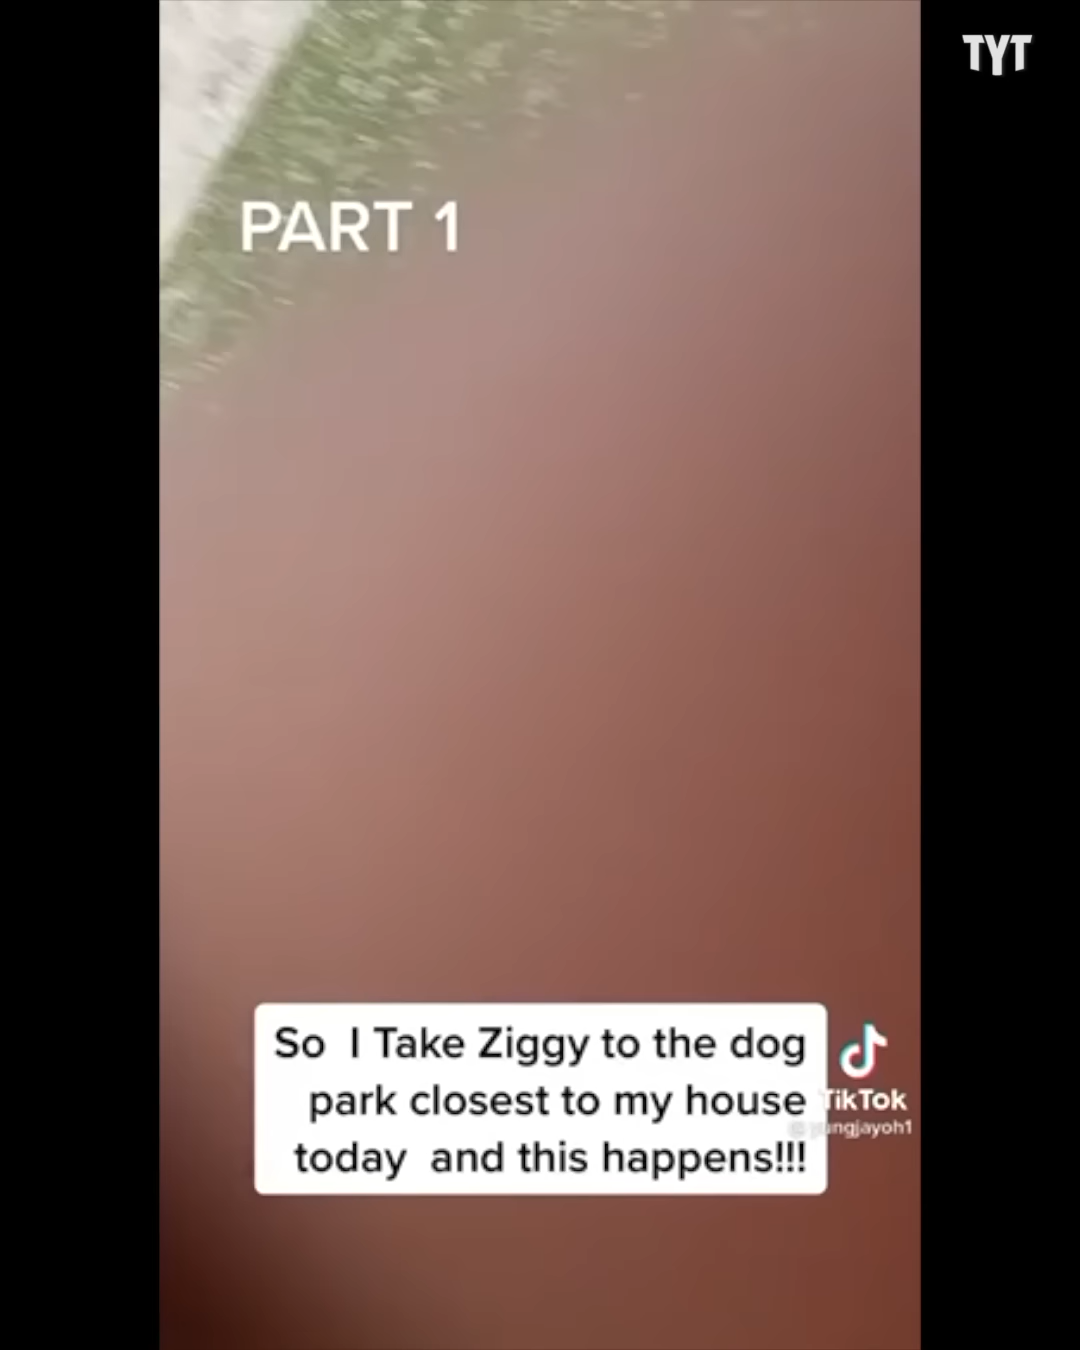 TYT
PART 1
So I Take Ziggy to the dog
park closest to my house
today and this happens!!!
TikTok